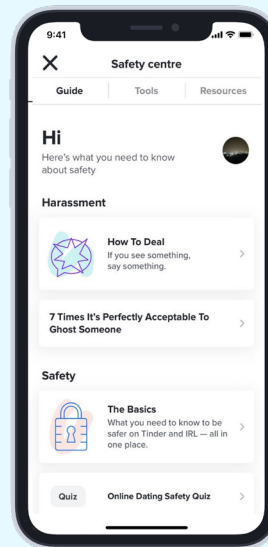 9:41
Safety centre
Guide Tools Resources
Hi
Here's what you need to know
about safety
Harassment
How To Deal
If you see something,
say something.
7 Times It's Perfectly Acceptable To
Ghost Someone
Safety
The Basics
What you need to know to be
safer on Tinder and IRL — all in
one place.
Quiz Online Dating Safety Quiz